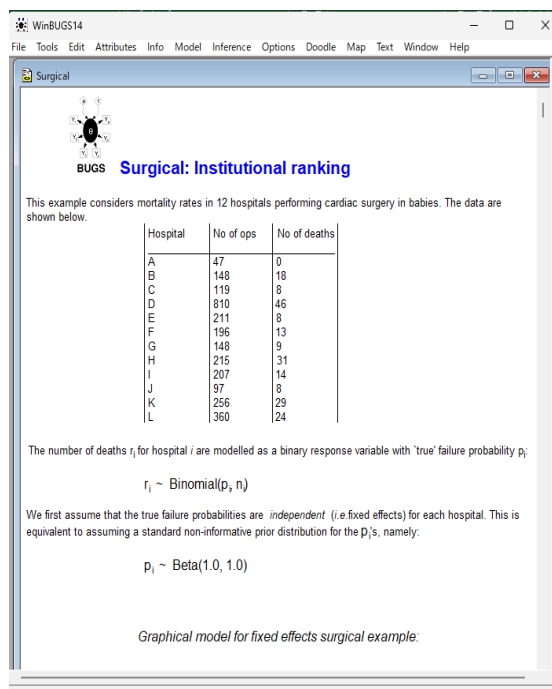 WinBUGS14
File Tools Edit Attributes Info Model Inference Options Doodle Map Text Window Help
Surgical
BUGS Surgical: Institutional ranking
This example considers mortality rates in 12 hospitals performing cardiac surgery in babies. The data are
shown below.
Hospital No of ops No of deaths
A 47 0
B 148 18
C 119 8
D 810 46
E 211 8
F 196 13
G 148 9
H 215 31
I 207 14
J 97 8
K 256 29
L 360 24
The number of deaths ri for hospital i are modelled as a binary response variable with `true' failure probability pi:
ri ~ Binomial(pi, ni)
We first assume that the true failure probabilities are independent (i.e.fixed effects) for each hospital. This is
equivalent to assuming a standard non-informative prior distribution for the pi's, namely:
pi ~ Beta(1.0, 1.0)
Graphical model for fixed effects surgical example: